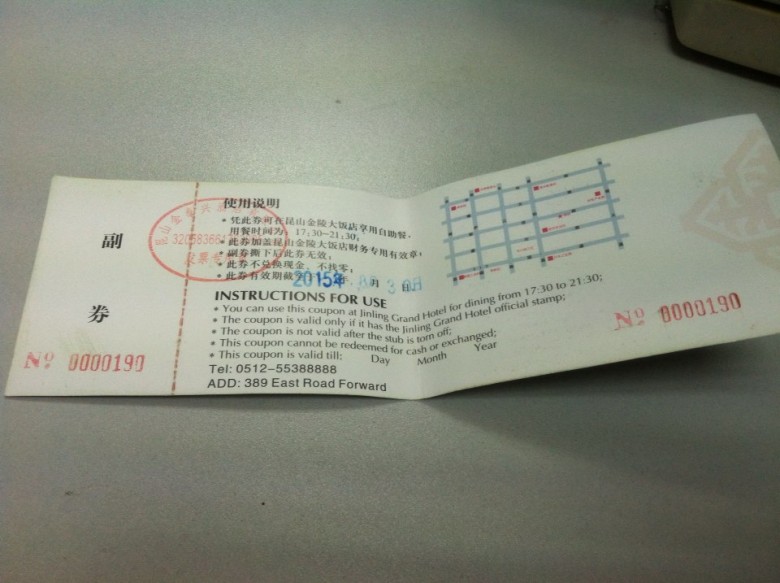 副
券
Nº 0000190
使用说明
• 凭此券可在昆山金陵大饭店享用自助餐,
用餐时间为：17:30~21:30;
• 此券加盖昆山金陵大饭店财务专用有效章;
• 副券撕下后此券无效;
• 此券不兑换现金、不找零;
• 此券有效期截 2015年 月 日。
INSTRUCTIONS FOR USE
• You can use this coupon at Jinling Grand Hotel for dining from 17:30 to 21:30;
• The coupon is valid only if it has the Jinling Grand Hotel official stamp;
• The coupon is not valid after the stub is torn off;
• This coupon cannot be redeemed for cash or exchanged;
• This coupon is valid till: Day Month Year
Tel: 0512-55388888
ADD: 389 East Road Forward
Nº 0000190